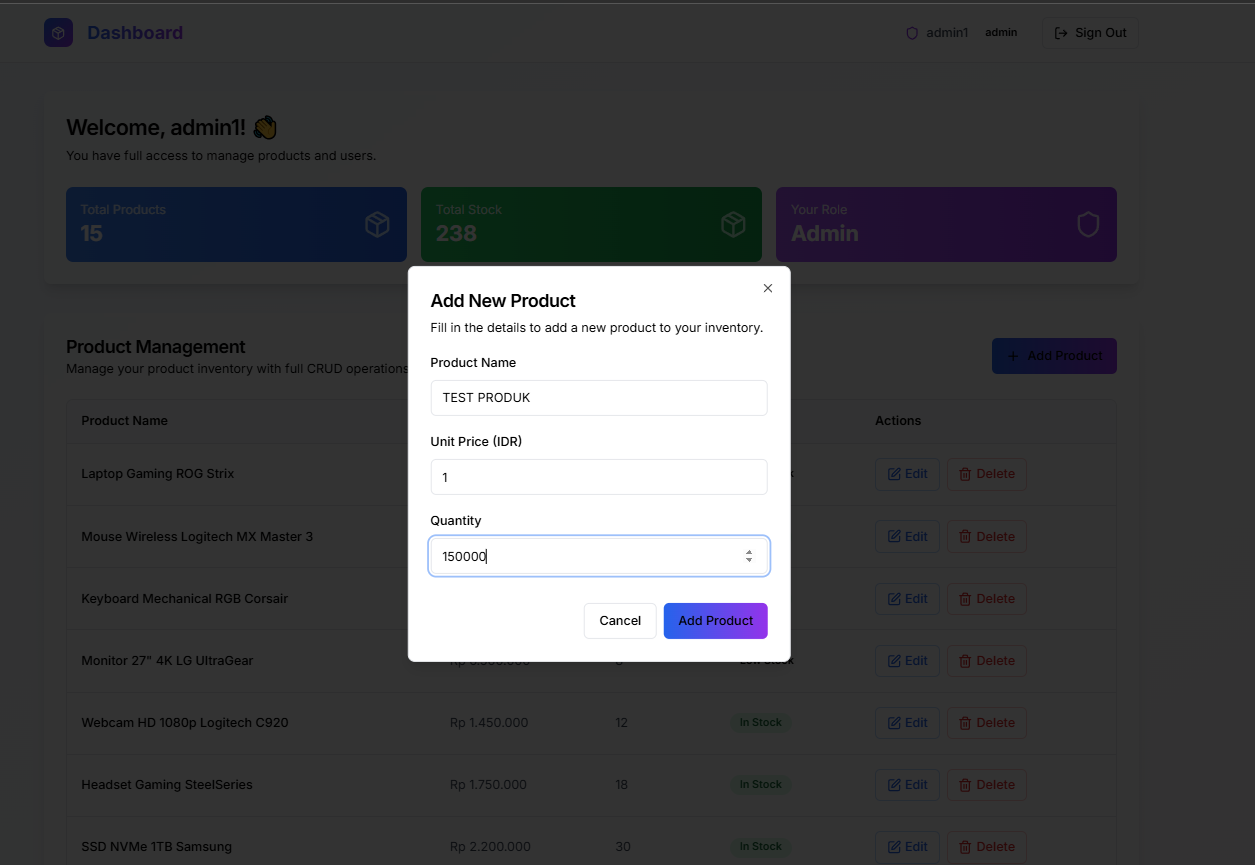 Dashboard
admin1 admin Sign Out
Welcome, admin1! 👋
You have full access to manage products and users.
Total Products
15
Total Stock
238
Your Role
Admin
Product Management
Manage your product inventory with full CRUD operations
+ Add Product
Add New Product
Fill in the details to add a new product to your inventory.
Product Name
TEST PRODUK
Unit Price (IDR)
1
Quantity
150000
Cancel Add Product
Product Name Actions
Laptop Gaming ROG Strix Edit Delete
Mouse Wireless Logitech MX Master 3 Edit Delete
Keyboard Mechanical RGB Corsair Edit Delete
Monitor 27" 4K LG UltraGear Edit Delete
Webcam HD 1080p Logitech C920 Rp 1.450.000 12 In Stock Edit Delete
Headset Gaming SteelSeries Rp 1.750.000 18 In Stock Edit Delete
SSD NVMe 1TB Samsung Rp 2.200.000 30 In Stock Edit Delete